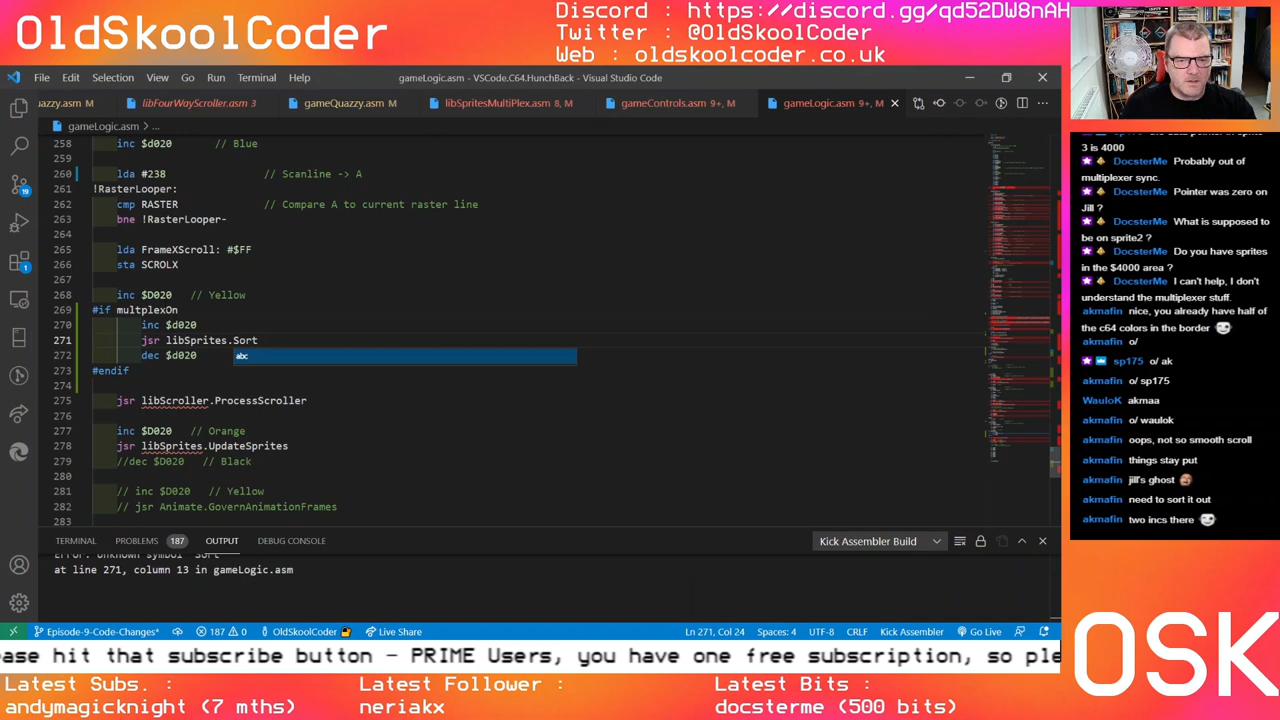 OldSkoolCoder
Discord : https://discord.gg/qd52DW8nAH
Twitter : @OldSkoolCoder
Web : oldskoolcoder.co.uk
File Edit Selection View Go Run Terminal Help
gameLogic.asm - VSCode.C64.HunchBack - Visual Studio Code
uazzy.asm M
libFourWayScroller.asm 3
gameQuazzy.asm M
libSpritesMultiPlex.asm 8, M
gameControls.asm 9+, M
gameLogic.asm 9+, M
gameLogic.asm > ...
258 inc $d020 // Blue
259
260 lda #238 // Scanline -> A
261 !RasterLooper:
262 cmp RASTER // Compare A to current raster line
263 bne !RasterLooper-
264
265 lda FrameXScroll: #$FF
266 sta SCROLX
267
268 inc $D020 // Yellow
269 #if multplexOn
270 inc $d020
271 jsr libSprites.Sort
272 dec $d020
abc
273 #endif
274
275 jsr libScroller.ProcessScroller
276
277 inc $D020 // Orange
278 jsr libSprites.UpdateSprites
279 //dec $D020 // Black
280
281 // inc $D020 // Yellow
282 // jsr Animate.GovernAnimationFrames
283
TERMINAL PROBLEMS 187 OUTPUT DEBUG CONSOLE
Kick Assembler Build
Error: Unknown symbol 'Sort'
at line 271, column 13 in gameLogic.asm
19
1
Episode-9-Code-Changes* 187 0 OldSkoolCoder Live Share
Ln 271, Col 24 Spaces: 4 UTF-8 CRLF Kick Assembler Go Live
3 is 4000
DocsterMe Probably out of
multiplexer sync.
DocsterMe Pointer was zero on
Jill ?
DocsterMe What is supposed to
be on sprite2 ?
DocsterMe Do you have sprites
in the $4000 area ?
DocsterMe I can't help, I don't
understand the multiplexer stuff.
akmafin nice, you already have half of
the c64 colors in the border
akmafin o/
sp175 o/ ak
akmafin o/ sp175
WauloK akmaa
akmafin o/ waulok
akmafin oops, not so smooth scroll
akmafin things stay put
akmafin jill's ghost
akmafin need to sort it out
akmafin two incs there
OSK
ease hit that subscribe button - PRIME Users, you have one free subscription, so ple
Latest Subs. :
andymagicknight (7 mths)
Latest Follower :
neriakx
Latest Bits :
docsterme (500 bits)